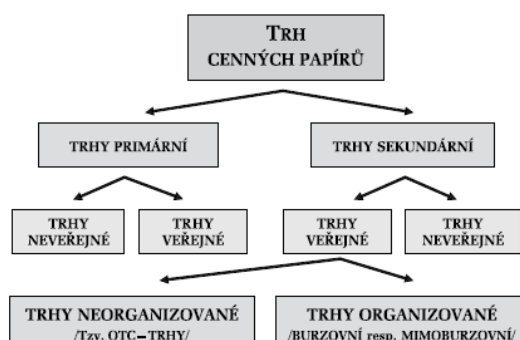 TRH
CENNÝCH PAPÍRŮ
TRHY PRIMÁRNÍ
TRHY SEKUNDÁRNÍ
TRHY
NEVEŘEJNÉ
TRHY
VEŘEJNÉ
TRHY
VEŘEJNÉ
TRHY
NEVEŘEJNÉ
TRHY NEORGANIZOVANÉ
/Tzv. OTC–TRHY/
TRHY ORGANIZOVANÉ
/BURZOVNÍ resp. MIMOBURZOVNÍ/